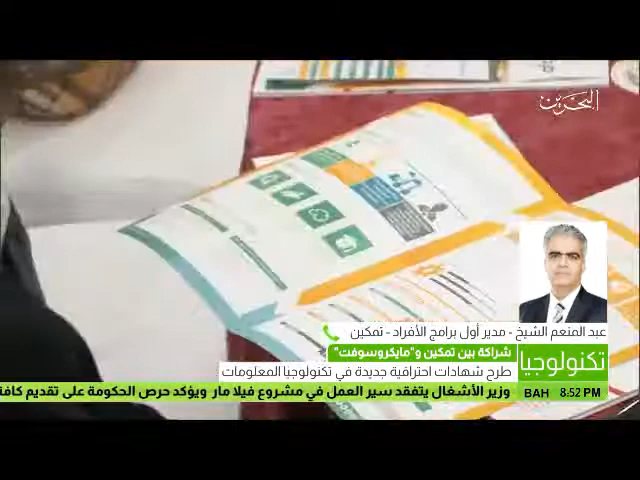 البحرين
عبد المنعم الشيخ - مدير أول برامج الأفراد - تمكين
شراكة بين تمكين و"مايكروسوفت"
تكنولوجيا
طرح شهادات احترافية جديدة في تكنولوجيا المعلومات
BAH 8:52 PM
وزير الأشغال يتفقد سير العمل في مشروع فيلا مار ويؤكد حرص الحكومة على تقديم كافة